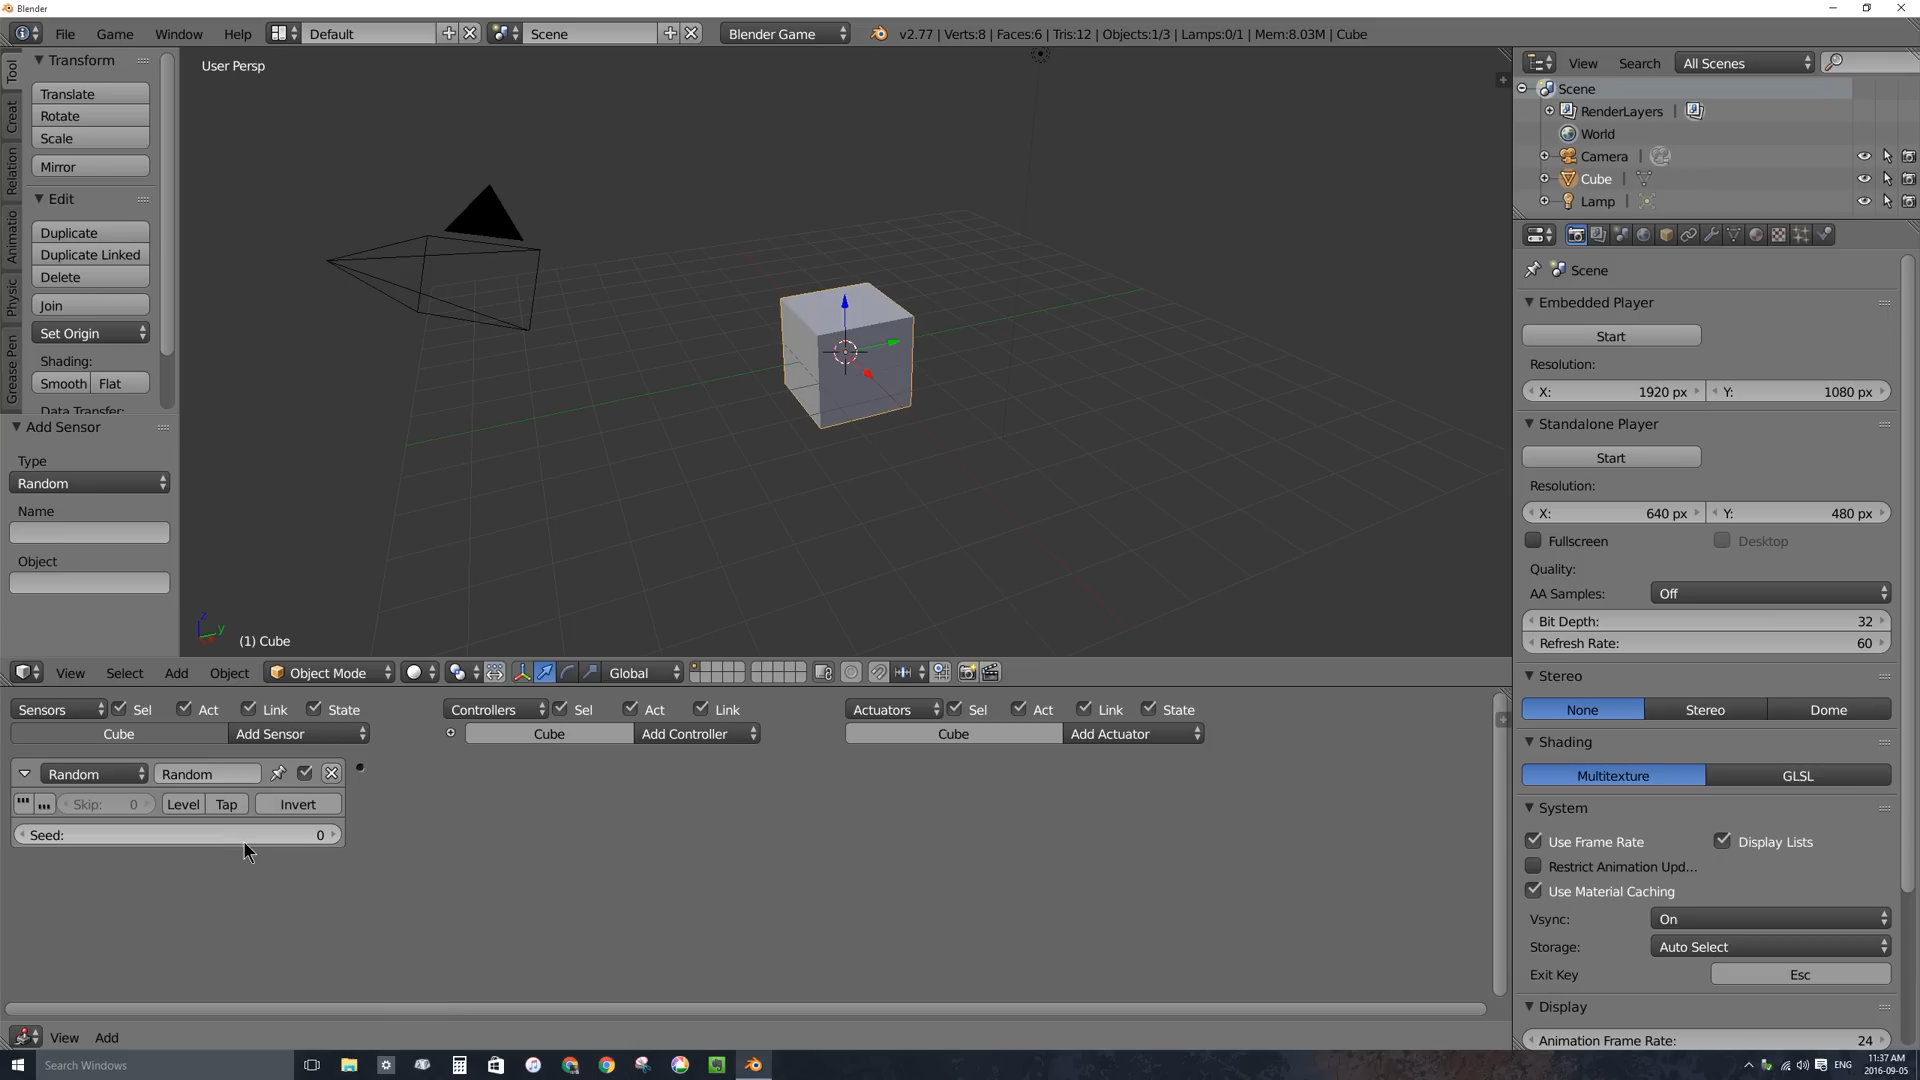 Blender
File Game Window Help Default Scene Blender Game v2.77 | Verts:8 | Faces:6 | Tris:12 | Objects:1/3 | Lamps:0/1 | Mem:8.03M | Cube
Tool
Creat
Relation
Animatio
Physic
Grease Pen
Transform
Translate
Rotate
Scale
Mirror
Edit
Duplicate
Duplicate Linked
Delete
Join
Set Origin
Shading:
Smooth Flat
Data Transfer:
Add Sensor
Type
Random
Name
Object
User Persp
z
y
(1) Cube
View Select Add Object Object Mode Global
Sensors Sel Act Link State Controllers Sel Act Link Actuators Sel Act Link State
Cube Add Sensor Cube Add Controller Cube Add Actuator
Random Random
Skip: 0 Level Tap Invert
Seed: 0
View Add
View Search All Scenes
Scene
RenderLayers |
World
Camera |
Cube |
Lamp |
Scene
Embedded Player
Start
Resolution:
X: 1920 px Y: 1080 px
Standalone Player
Start
Resolution:
X: 640 px Y: 480 px
Fullscreen Desktop
Quality:
AA Samples: Off
Bit Depth: 32
Refresh Rate: 60
Stereo
None Stereo Dome
Shading
Multitexture GLSL
System
Use Frame Rate Display Lists
Restrict Animation Upd...
Use Material Caching
Vsync: On
Storage: Auto Select
Exit Key Esc
Display
Animation Frame Rate: 24
Search Windows
ENG
11:37 AM
2016-09-05